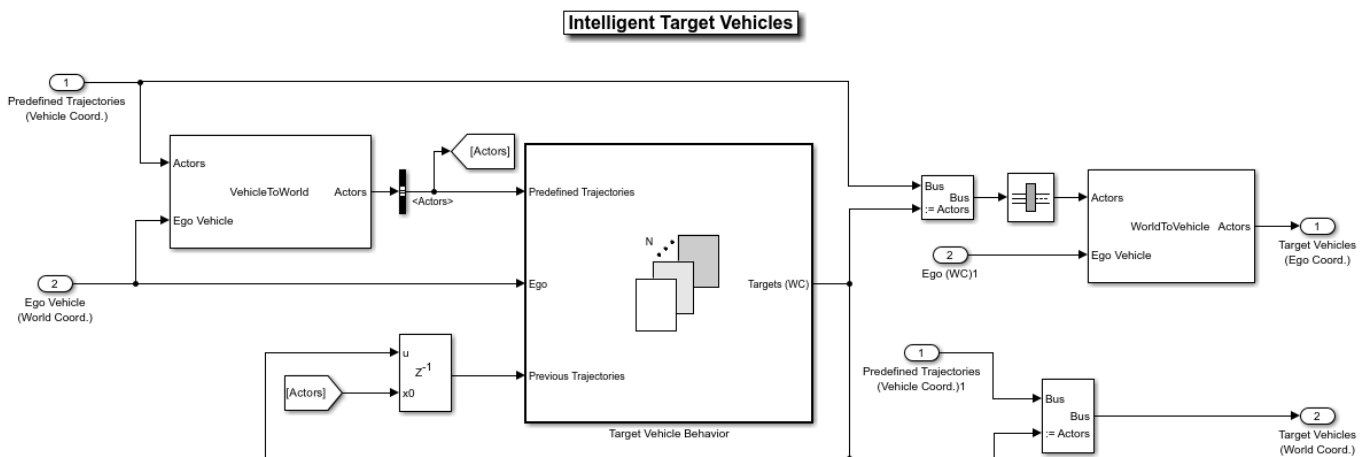 Intelligent Target Vehicles
1
Predefined Trajectories
(Vehicle Coord.)
Actors
VehicleToWorld
Actors
Ego Vehicle
<Actors>
[Actors]
2
Ego Vehicle
(World Coord.)
Predefined Trajectories
N
Ego
Targets (WC)
Previous Trajectories
Target Vehicle Behavior
[Actors]
u
x0
Z-1
Bus
Bus
:= Actors
2
Ego (WC)1
Actors
WorldToVehicle
Actors
Ego Vehicle
1
Target Vehicles
(Ego Coord.)
1
Predefined Trajectories
(Vehicle Coord.)1
Bus
Bus
:= Actors
2
Target Vehicles
(World Coord.)